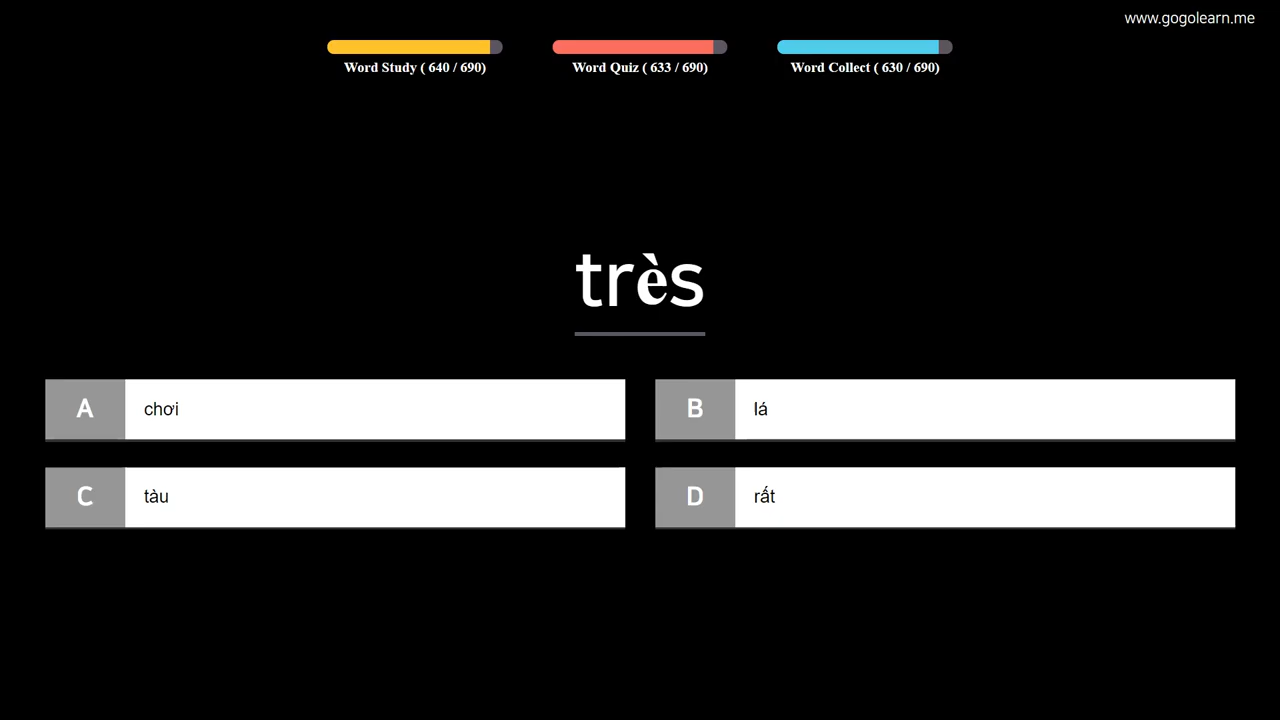 www.gogolearn.me
Word Study ( 640 / 690)
Word Quiz ( 633 / 690)
Word Collect ( 630 / 690)
très
A chơi
B lá
C tàu
D rất